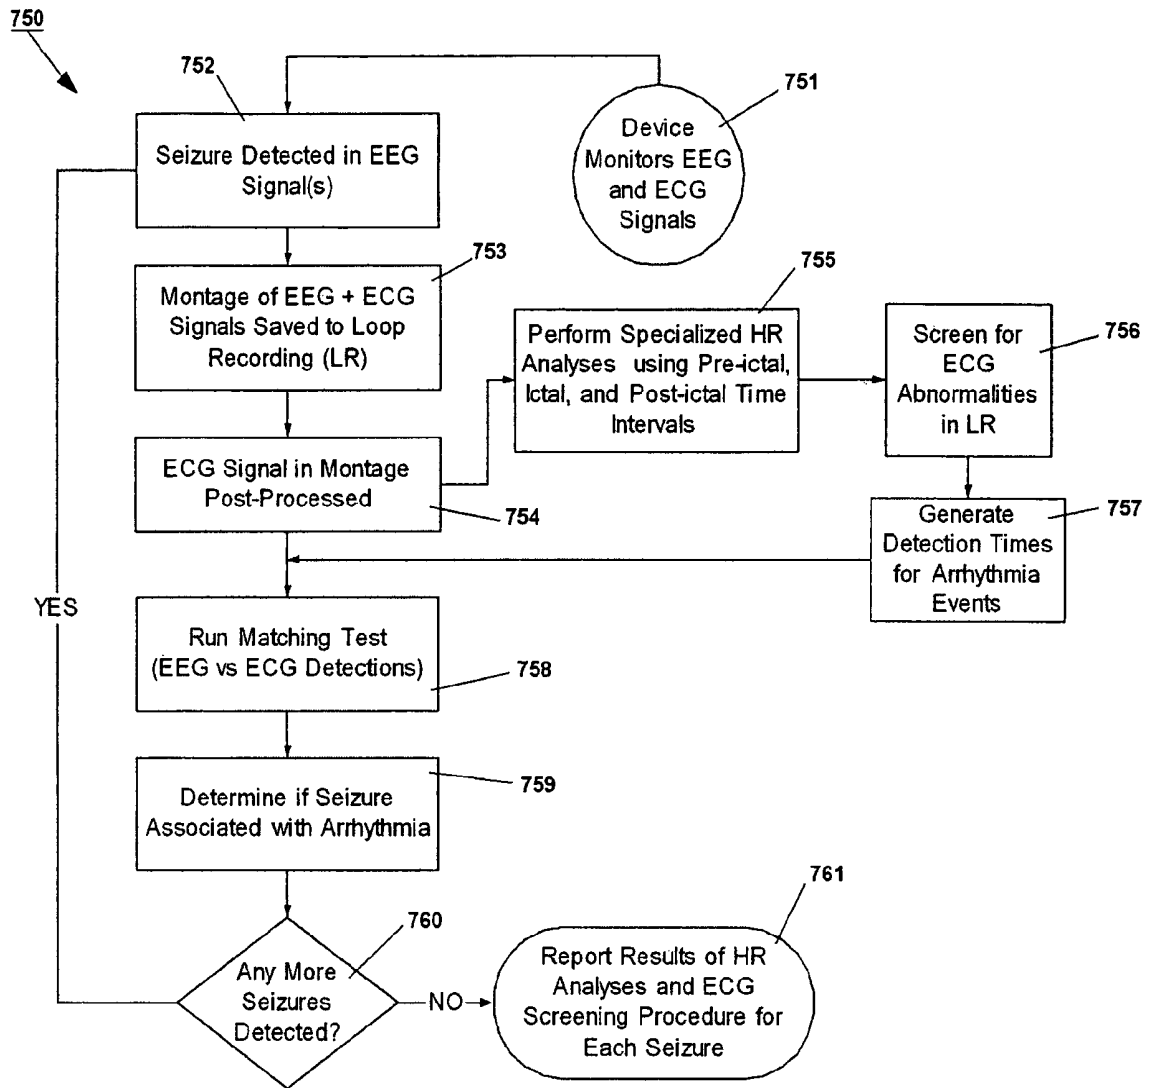 750
752
Seizure Detected in EEG
Signal(s)
751
Device
Monitors EEG
and ECG
Signals
753
Montage of EEG + ECG
Signals Saved to Loop
Recording (LR)
755
Perform Specialized HR
Analyses using Pre-ictal,
Ictal, and Post-ictal Time
Intervals
756
Screen for
ECG
Abnormalities
in LR
ECG Signal in Montage
Post-Processed
754
757
Generate
Detection Times
for Arrhythmia
Events
YES
Run Matching Test
(EEG vs ECG Detections)
758
759
Determine if Seizure
Associated with Arrhythmia
760
Any More
Seizures
Detected?
NO
761
Report Results of HR
Analyses and ECG
Screening Procedure for
Each Seizure